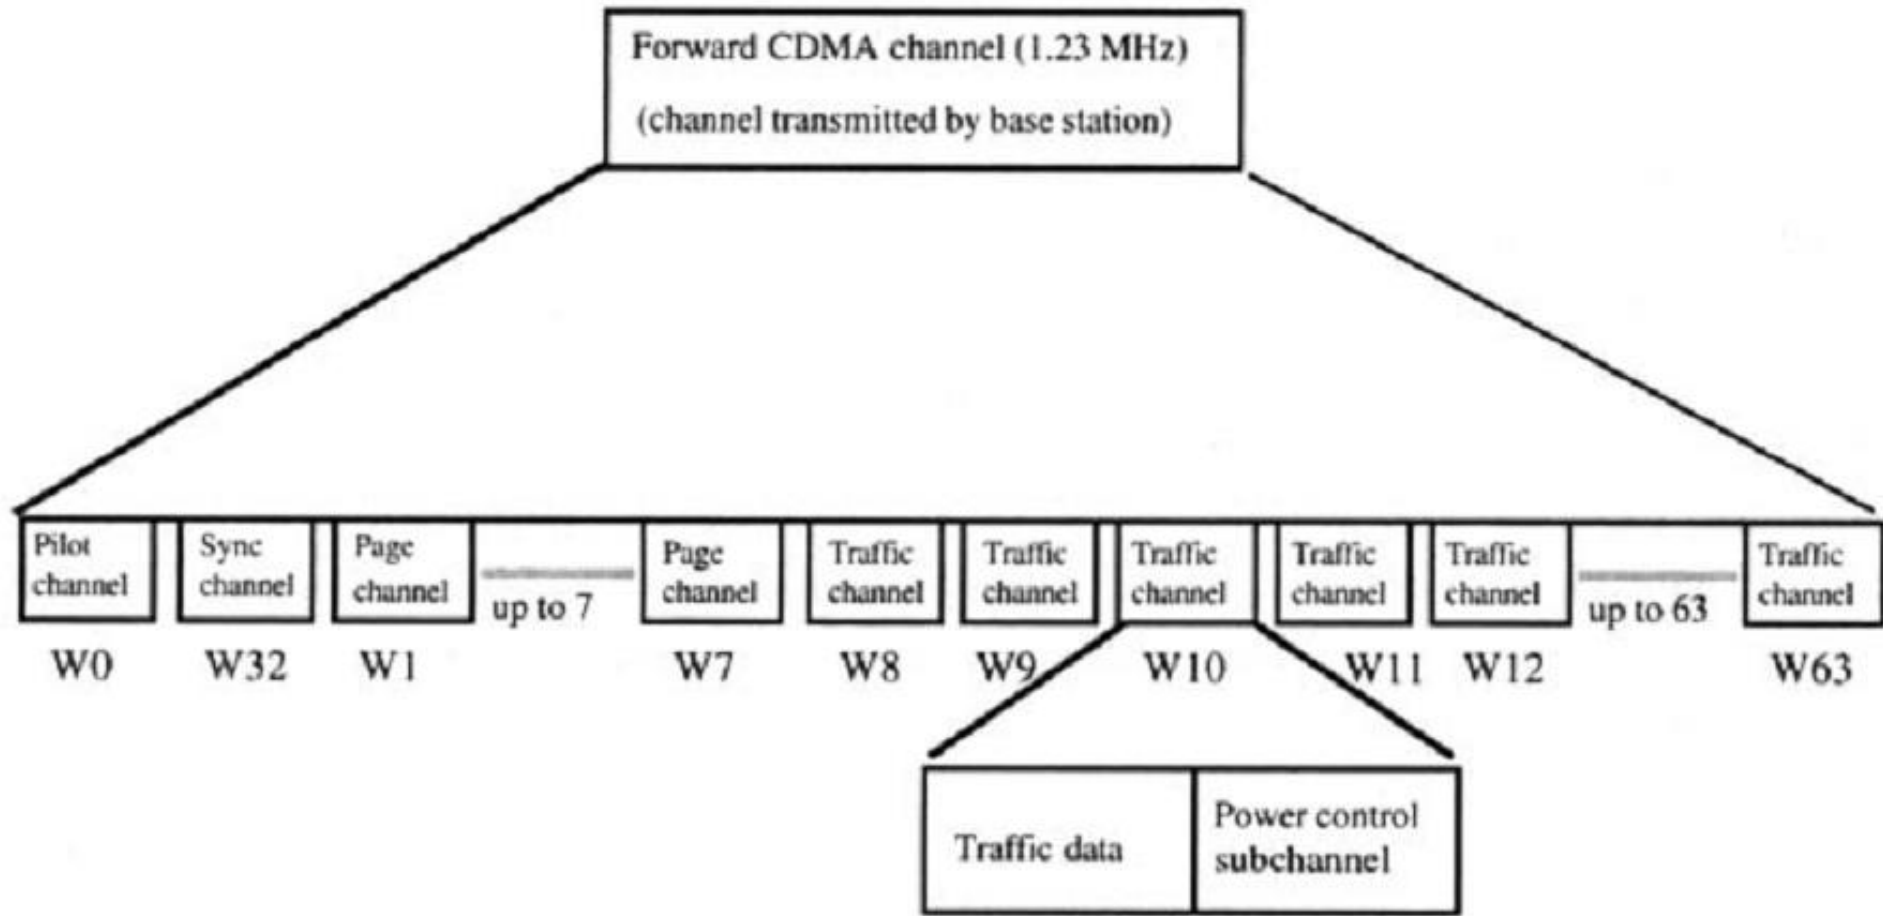 Forward CDMA channel (1.23 MHz)
(channel transmitted by base station)
Pilot
channel
Sync
channel
Page
channel
up to 7
Page
channel
Traffic
channel
Traffic
channel
Traffic
channel
Traffic
channel
Traffic
channel
up to 63
Traffic
channel
W0
W32
W1
W7
W8
W9
W10
W11
W12
W63
Traffic data
Power control
subchannel